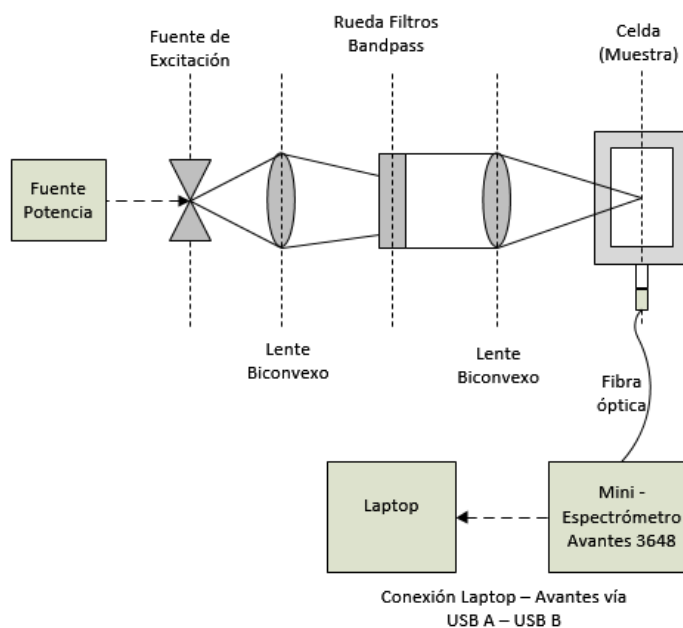 Fuente de
Excitación
Rueda Filtros
Bandpass
Celda
(Muestra)
Fuente
Potencia
Lente
Biconvexo
Lente
Biconvexo
Fibra
óptica
Laptop
Mini -
Espectrómetro
Avantes 3648
Conexión Laptop – Avantes vía
USB A – USB B